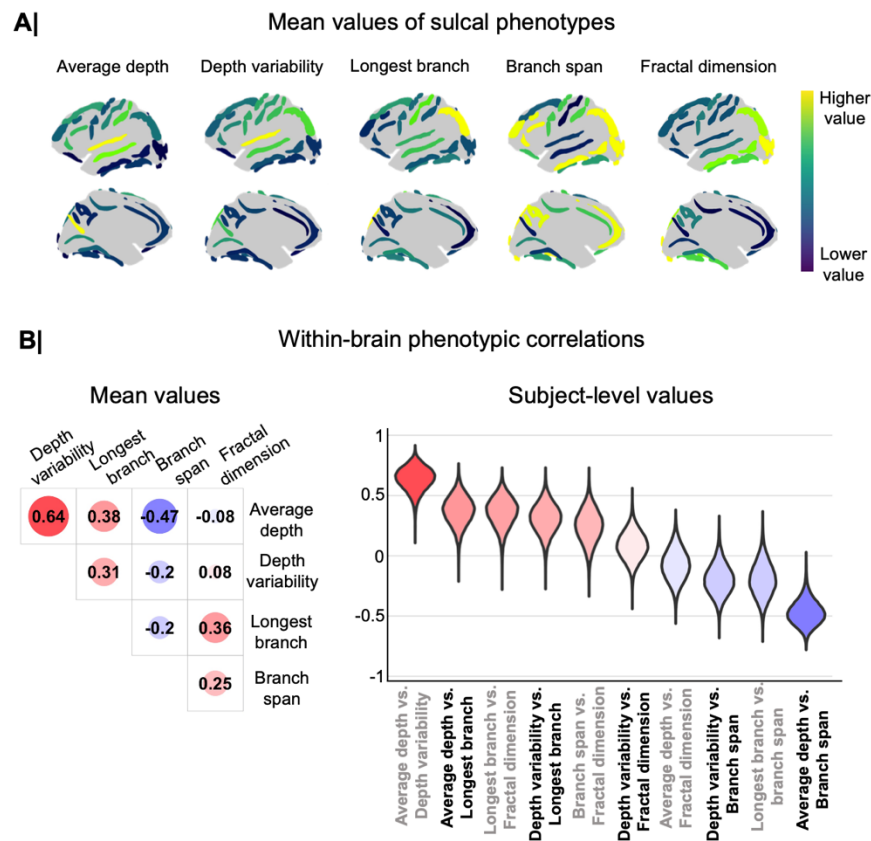 A|
Mean values of sulcal phenotypes
Average depth
Depth variability
Longest branch
Branch span
Fractal dimension
Higher
value
Lower
value
B|
Within-brain phenotypic correlations
Mean values
Depth
variability
Longest
branch
Branch
span
Fractal
dimension
0.64 0.38 -0.47 -0.08 Average
depth
0.31 -0.2 0.08 Depth
variability
-0.2 0.36 Longest
branch
0.25 Branch
span
Subject-level values
1
0.5
0
-0.5
-1
Average depth vs.
Depth variability
Average depth vs.
Longest branch
Longest branch vs.
Fractal dimension
Depth variability vs.
Longest branch
Branch span vs.
Fractal dimension
Depth variability vs.
Fractal dimension
Average depth vs.
Fractal dimension
Depth variability vs.
Branch span
Longest branch vs.
branch span
Average depth vs.
Branch span